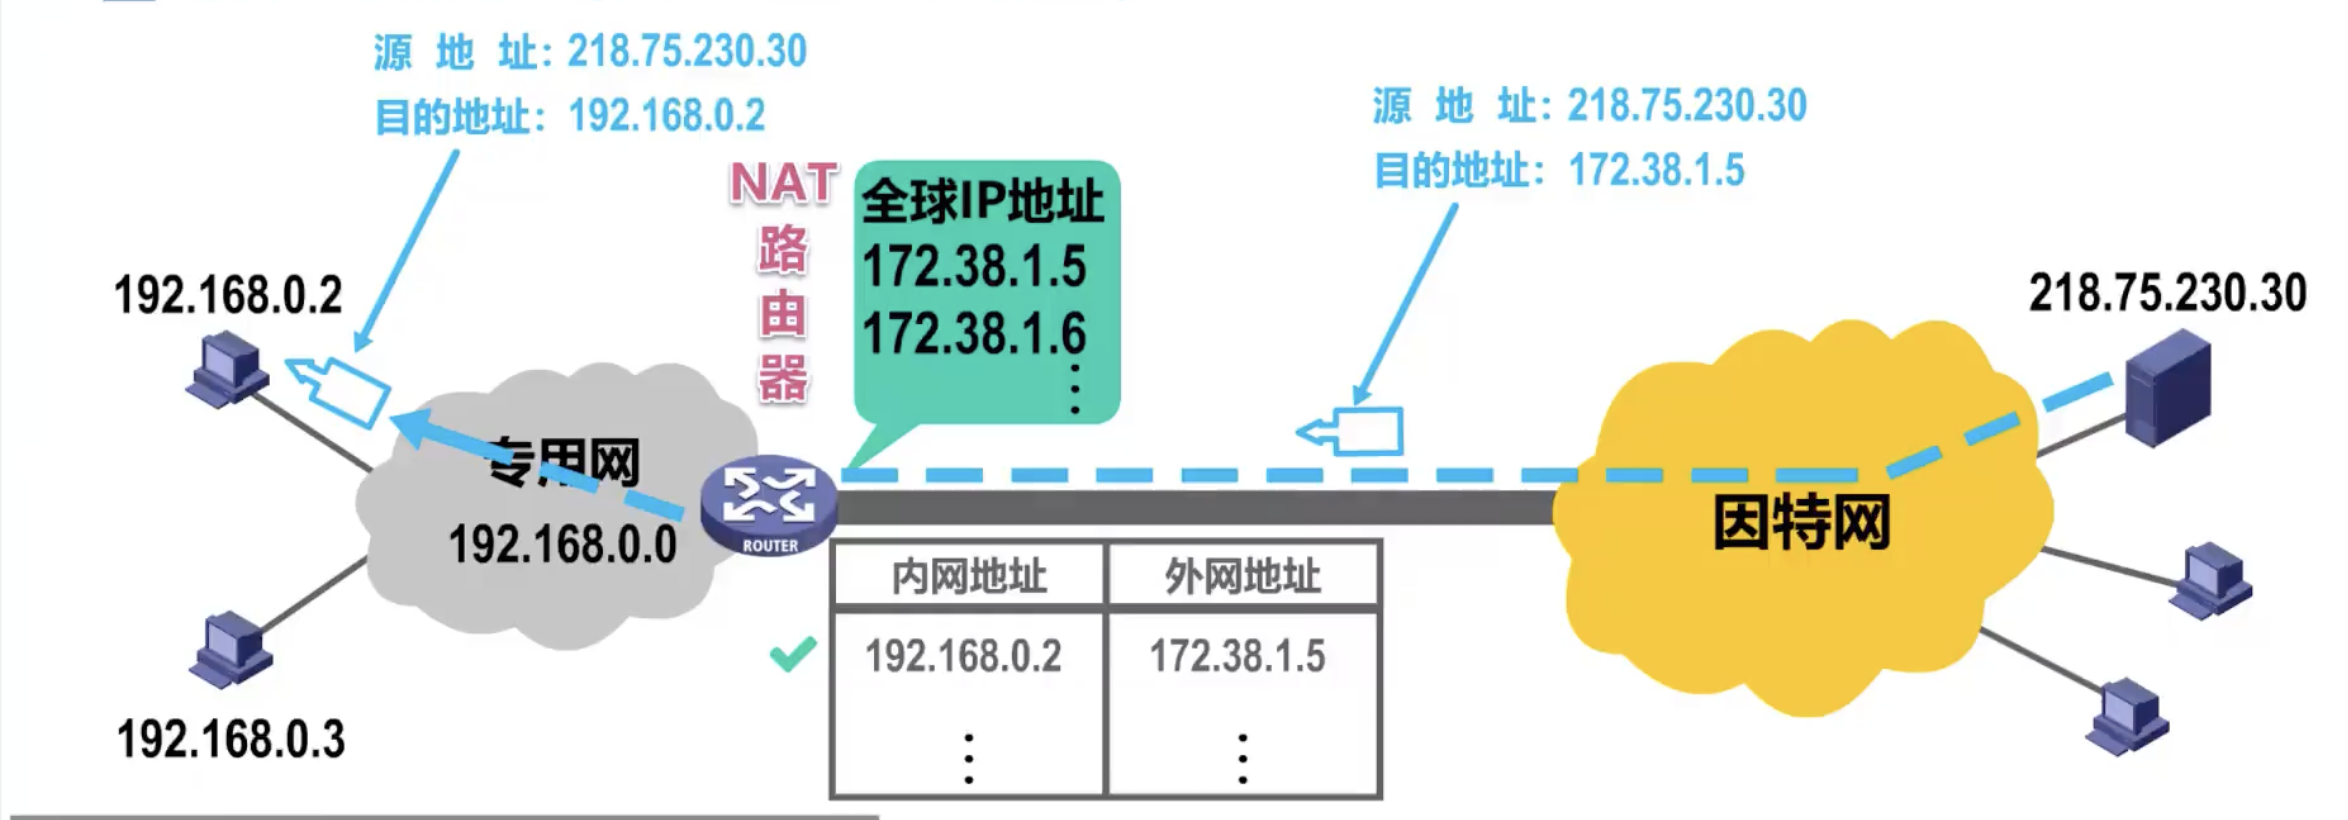 源 地 址：218.75.230.30
目的地址：192.168.0.2
源 地 址：218.75.230.30
目的地址：172.38.1.5
NAT
路
由
器
全球IP地址
172.38.1.5
172.38.1.6
⋮
192.168.0.2
218.75.230.30
专用网
192.168.0.0
ROUTER
因特网
内网地址 外网地址
192.168.0.2 172.38.1.5
⋮ ⋮
192.168.0.3